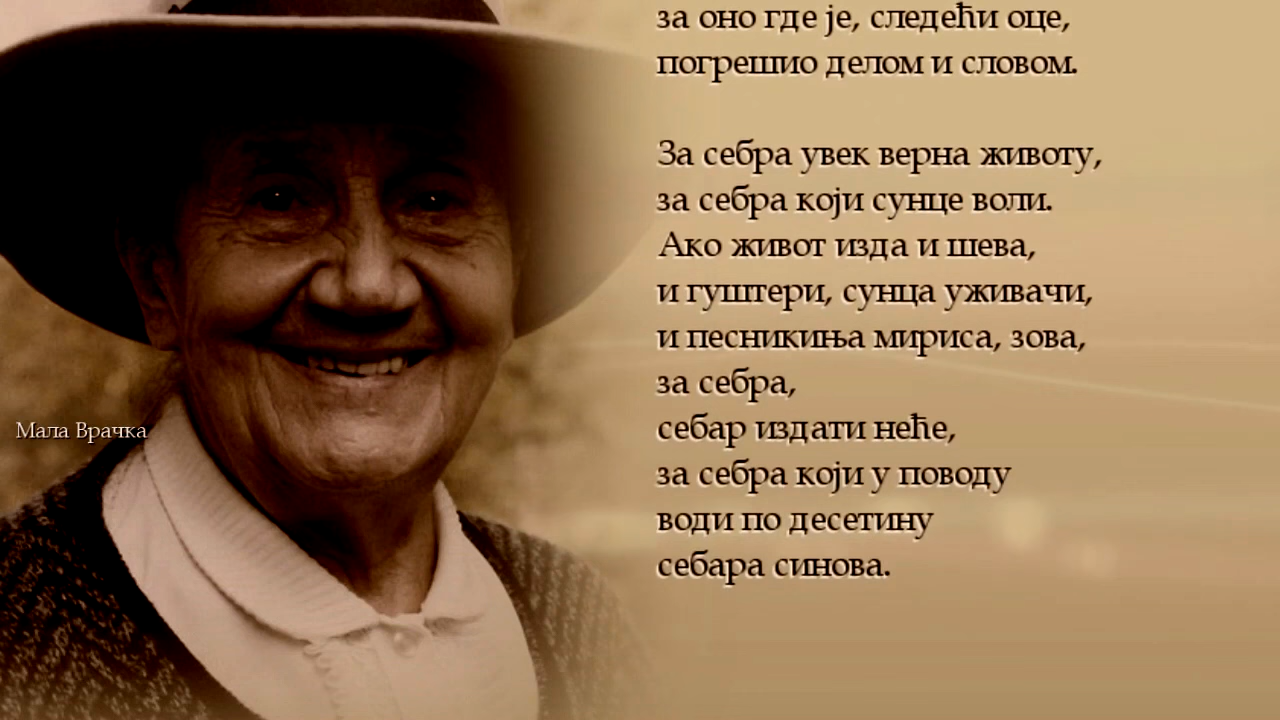 за оно где је, следећи оце,
погрешио делом и словом.
За себра увек верна животу,
за себра који сунце воли.
Ако живот изда и шева,
и гуштери, сунца уживачи,
и песникиња мириса, зова,
за себра,
себар издати неће,
за себра који у поводу
води по десетину
себара синова.
Мала Врачка